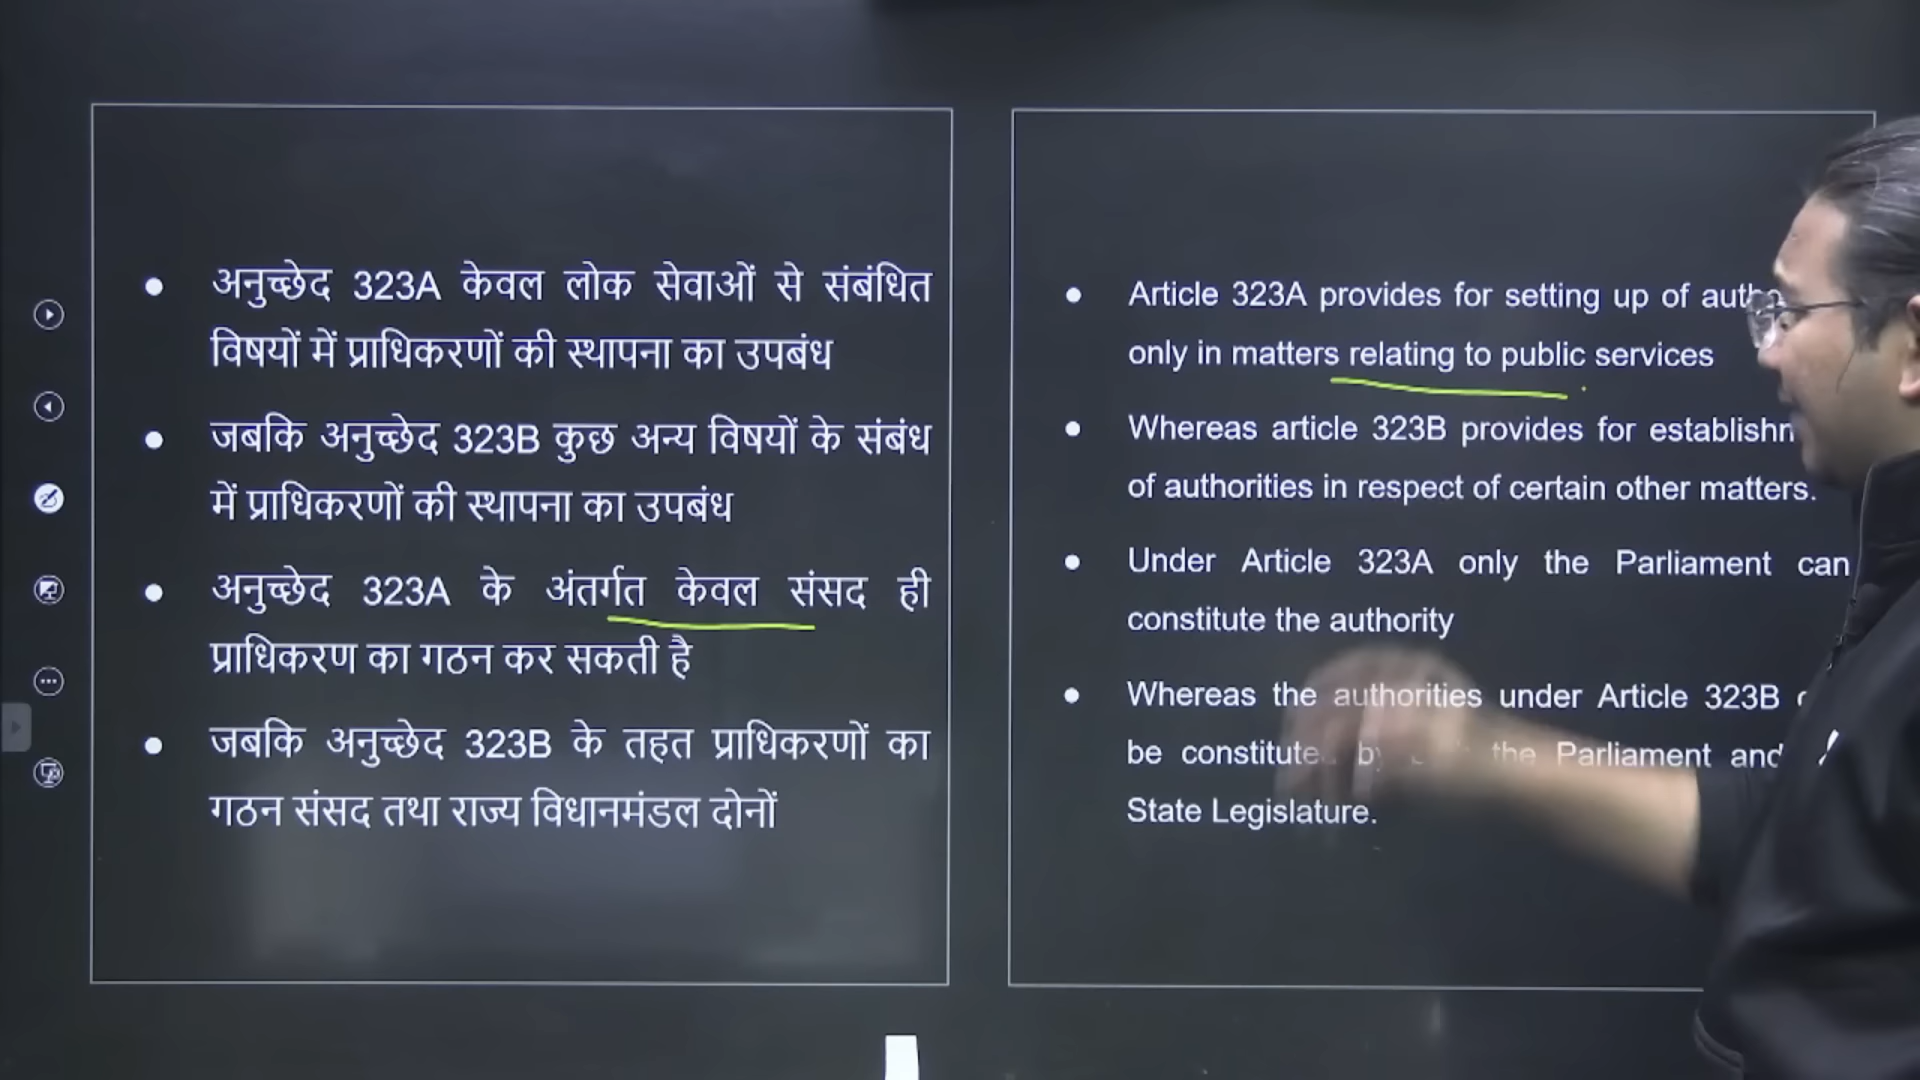 अनुच्छेद 323A केवल लोक सेवाओं से संबंधित
विषयों में प्राधिकरणों की स्थापना का उपबंध
जबकि अनुच्छेद 323B कुछ अन्य विषयों के संबंध
में प्राधिकरणों की स्थापना का उपबंध
अनुच्छेद 323A के अंतर्गत केवल संसद ही
प्राधिकरण का गठन कर सकती है
जबकि अनुच्छेद 323B के तहत प्राधिकरणों का
गठन संसद तथा राज्य विधानमंडल दोनों
Article 323A provides for setting up of
only in matters relating to public services
Whereas article 323B provides for
of authorities in respect of certain other matters.
Under Article 323A only the Parliament can
constitute the authority
Whereas the authorities under Article 323B
be the Parliament and
State Legislature.